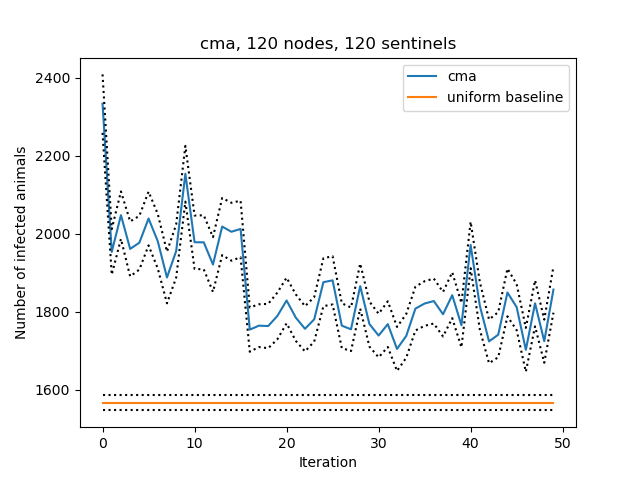 cma, 120 nodes, 120 sentinels
2400
2200
2000
1800
1600
Number of infected animals
cma
uniform baseline
0
10
20
30
40
50
Iteration